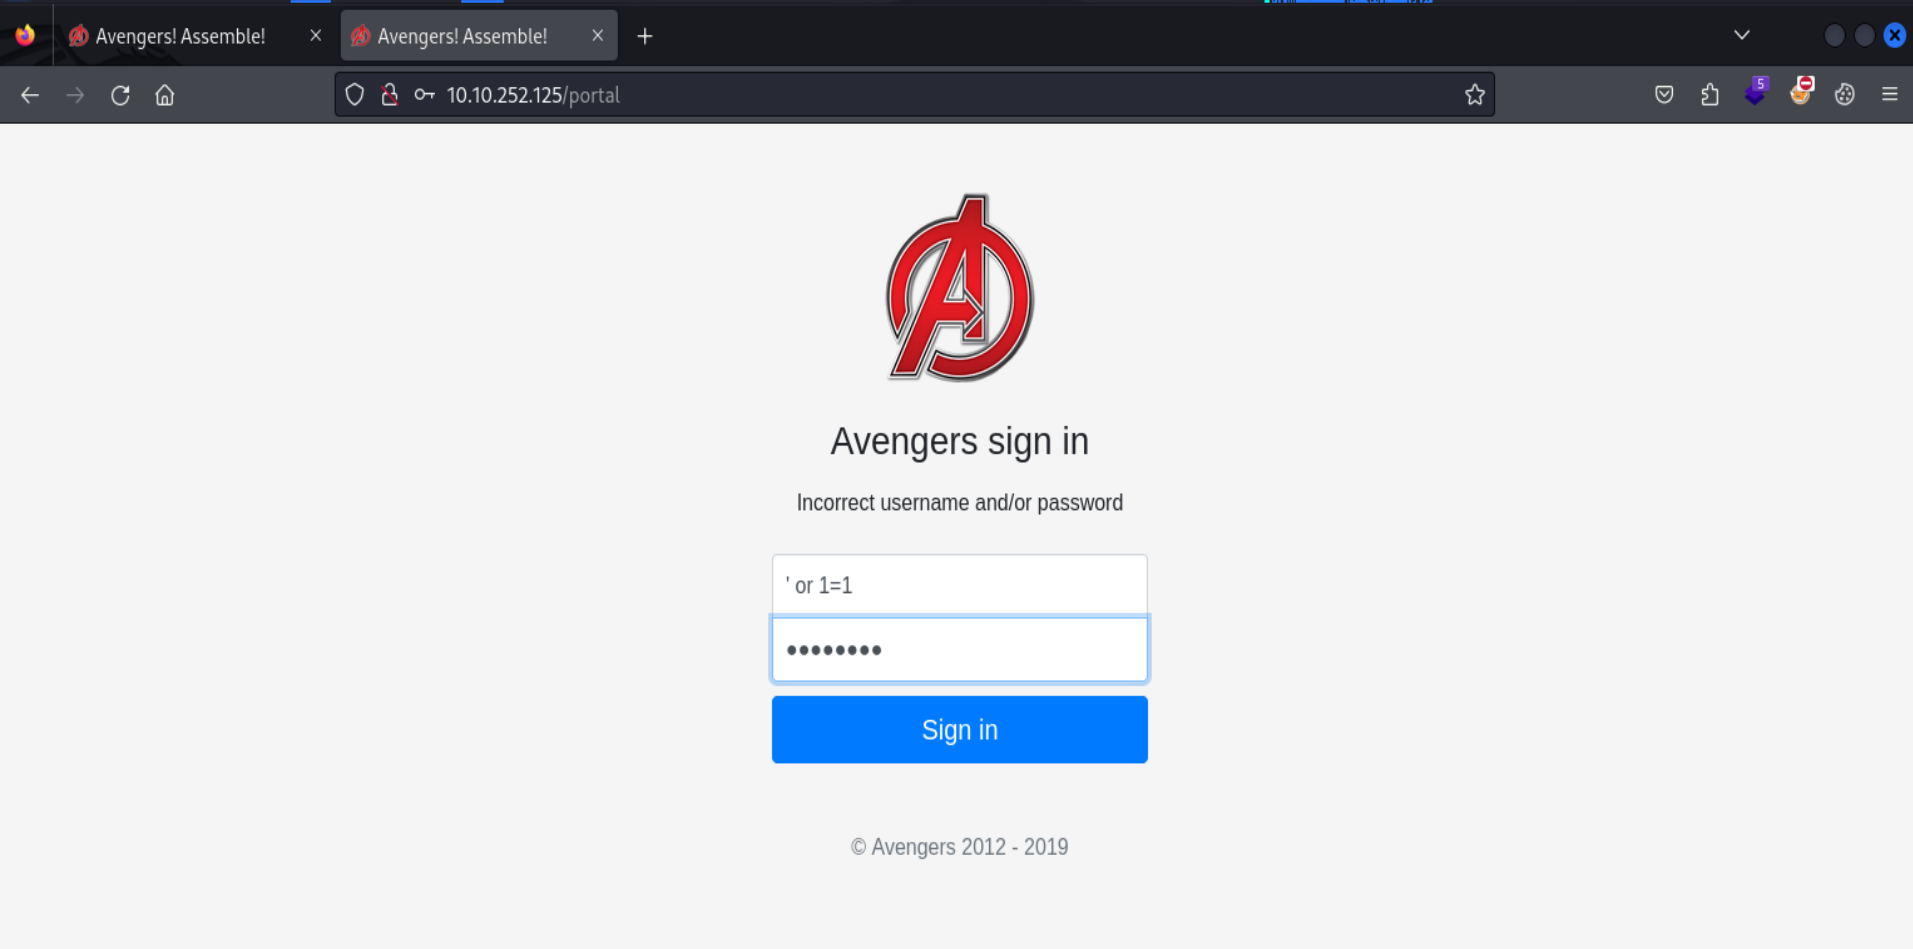 Avengers! Assemble!
Avengers! Assemble!
10.10.252.125/portal
5
Avengers sign in
Incorrect username and/or password
' or 1=1
••••••••
Sign in
© Avengers 2012 - 2019